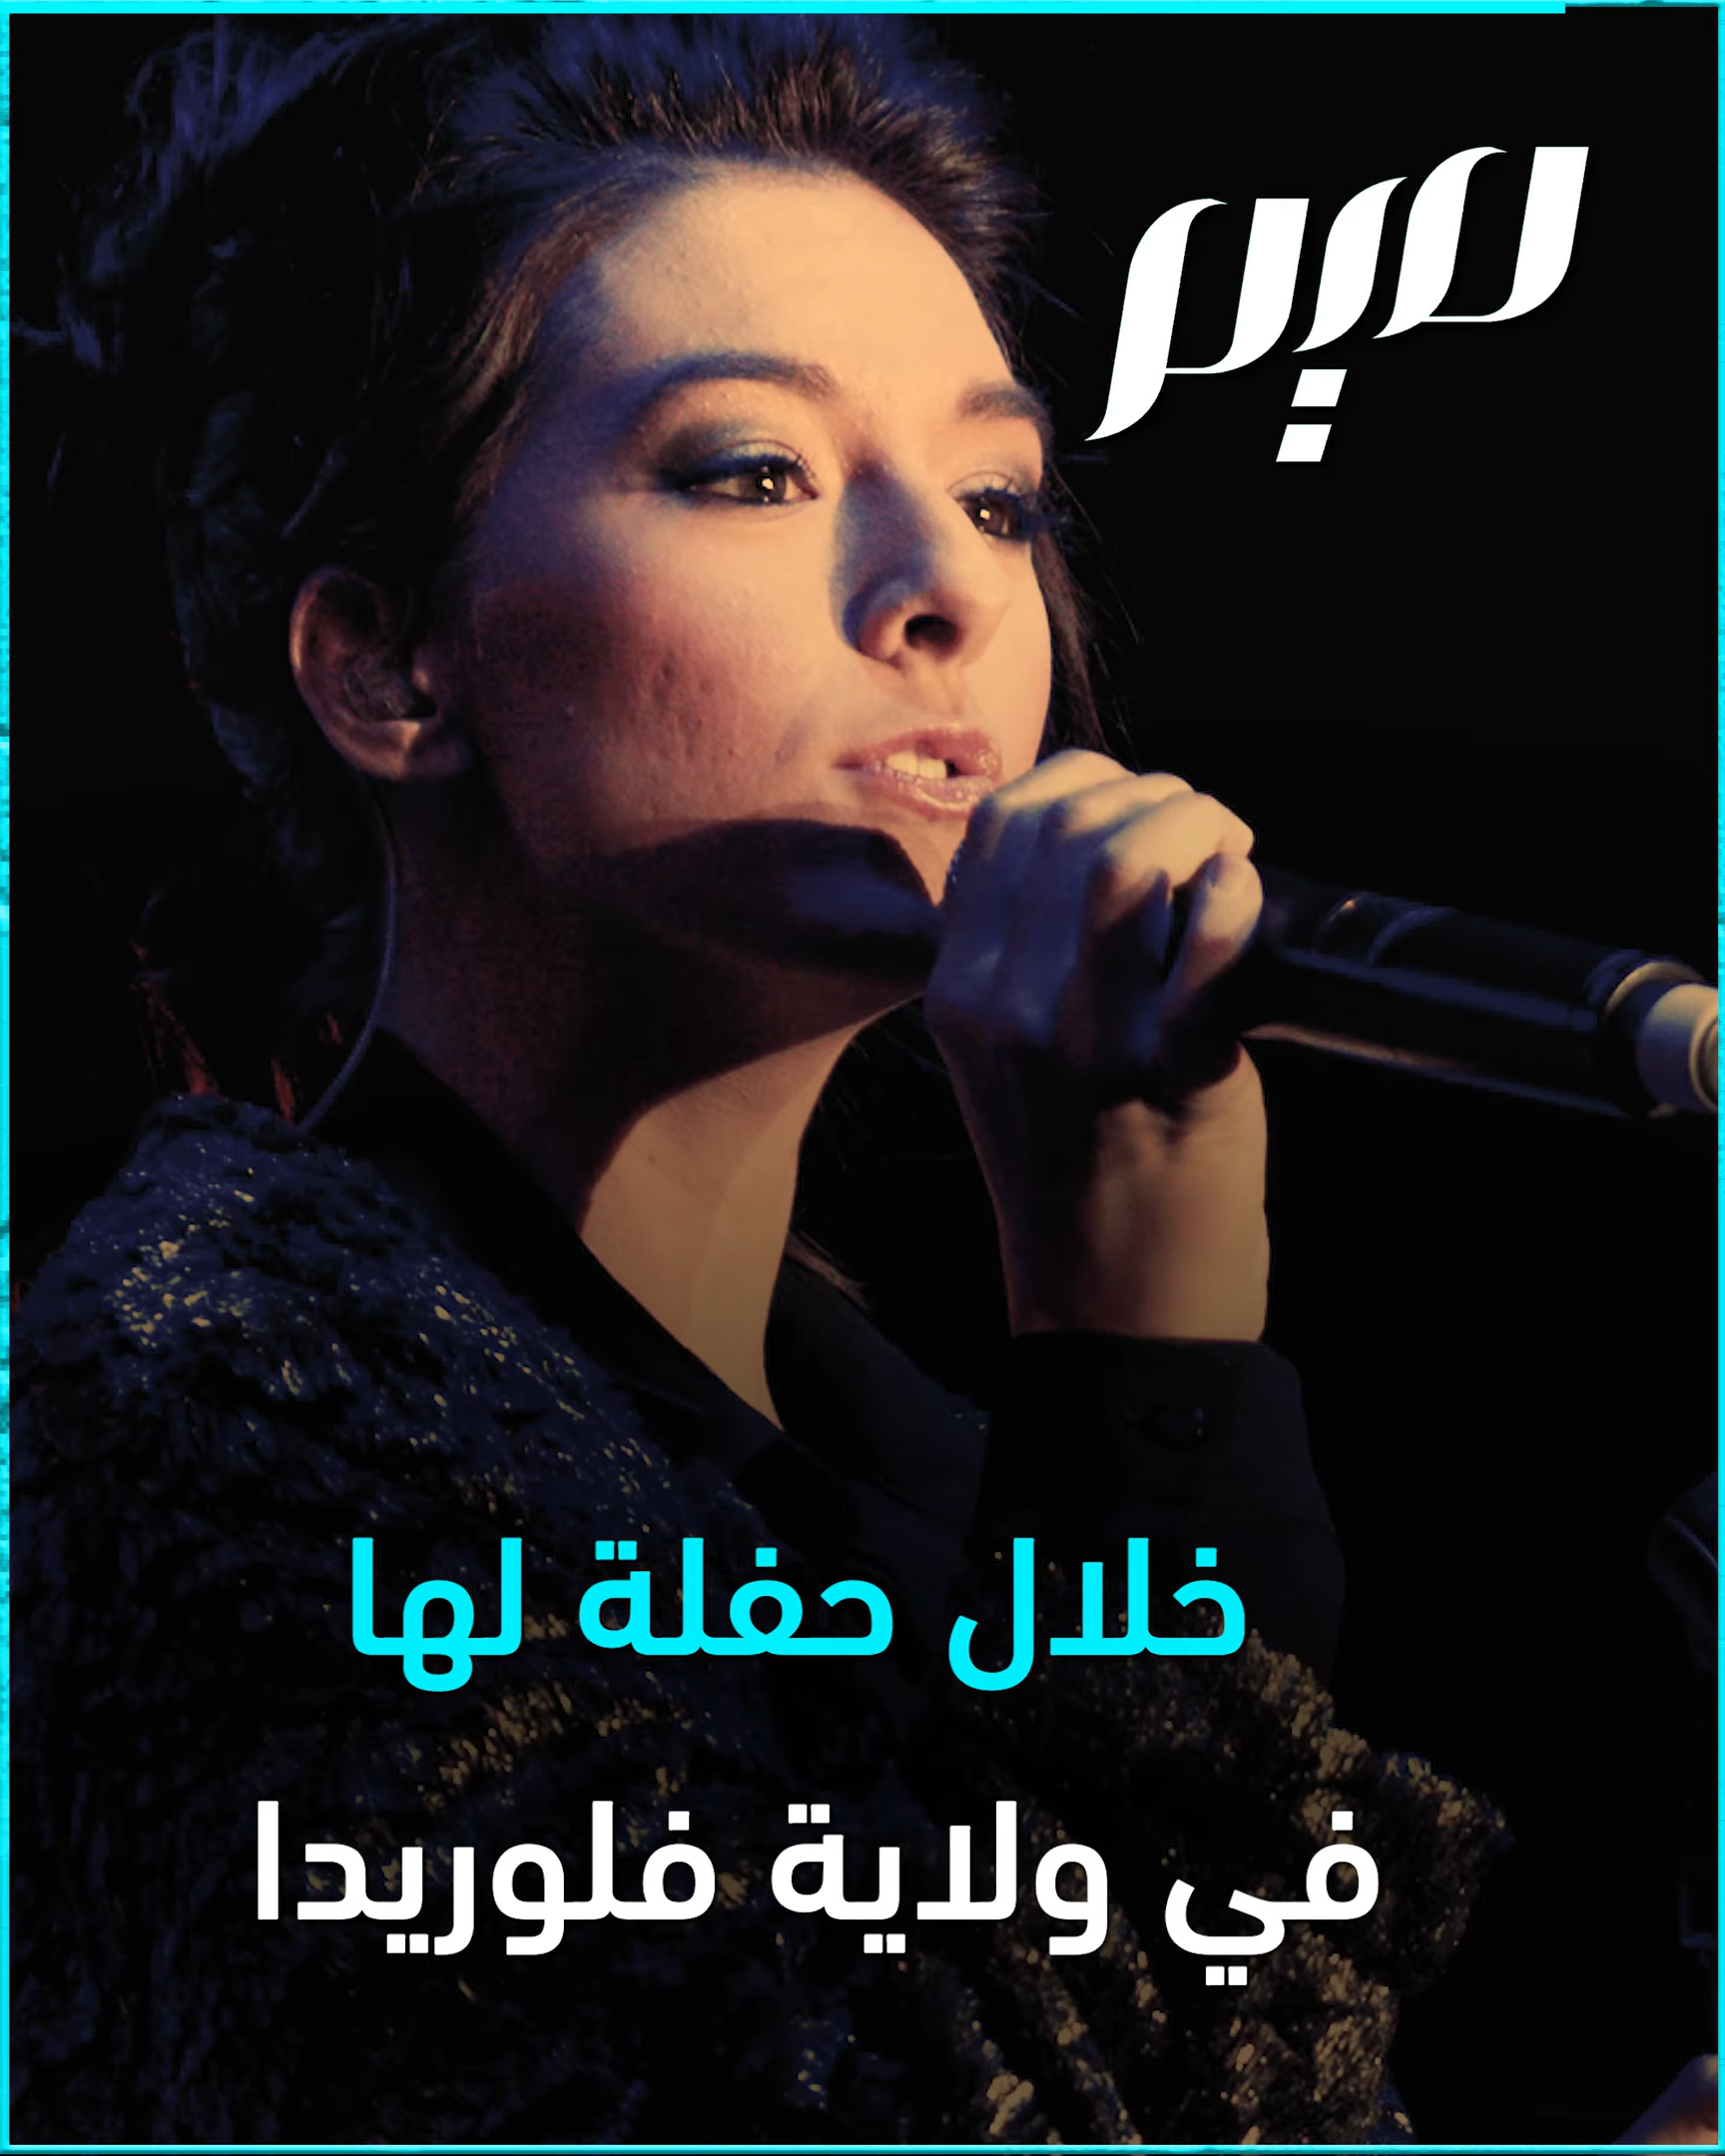 خلال حفلة لها
في ولاية فلوريدا